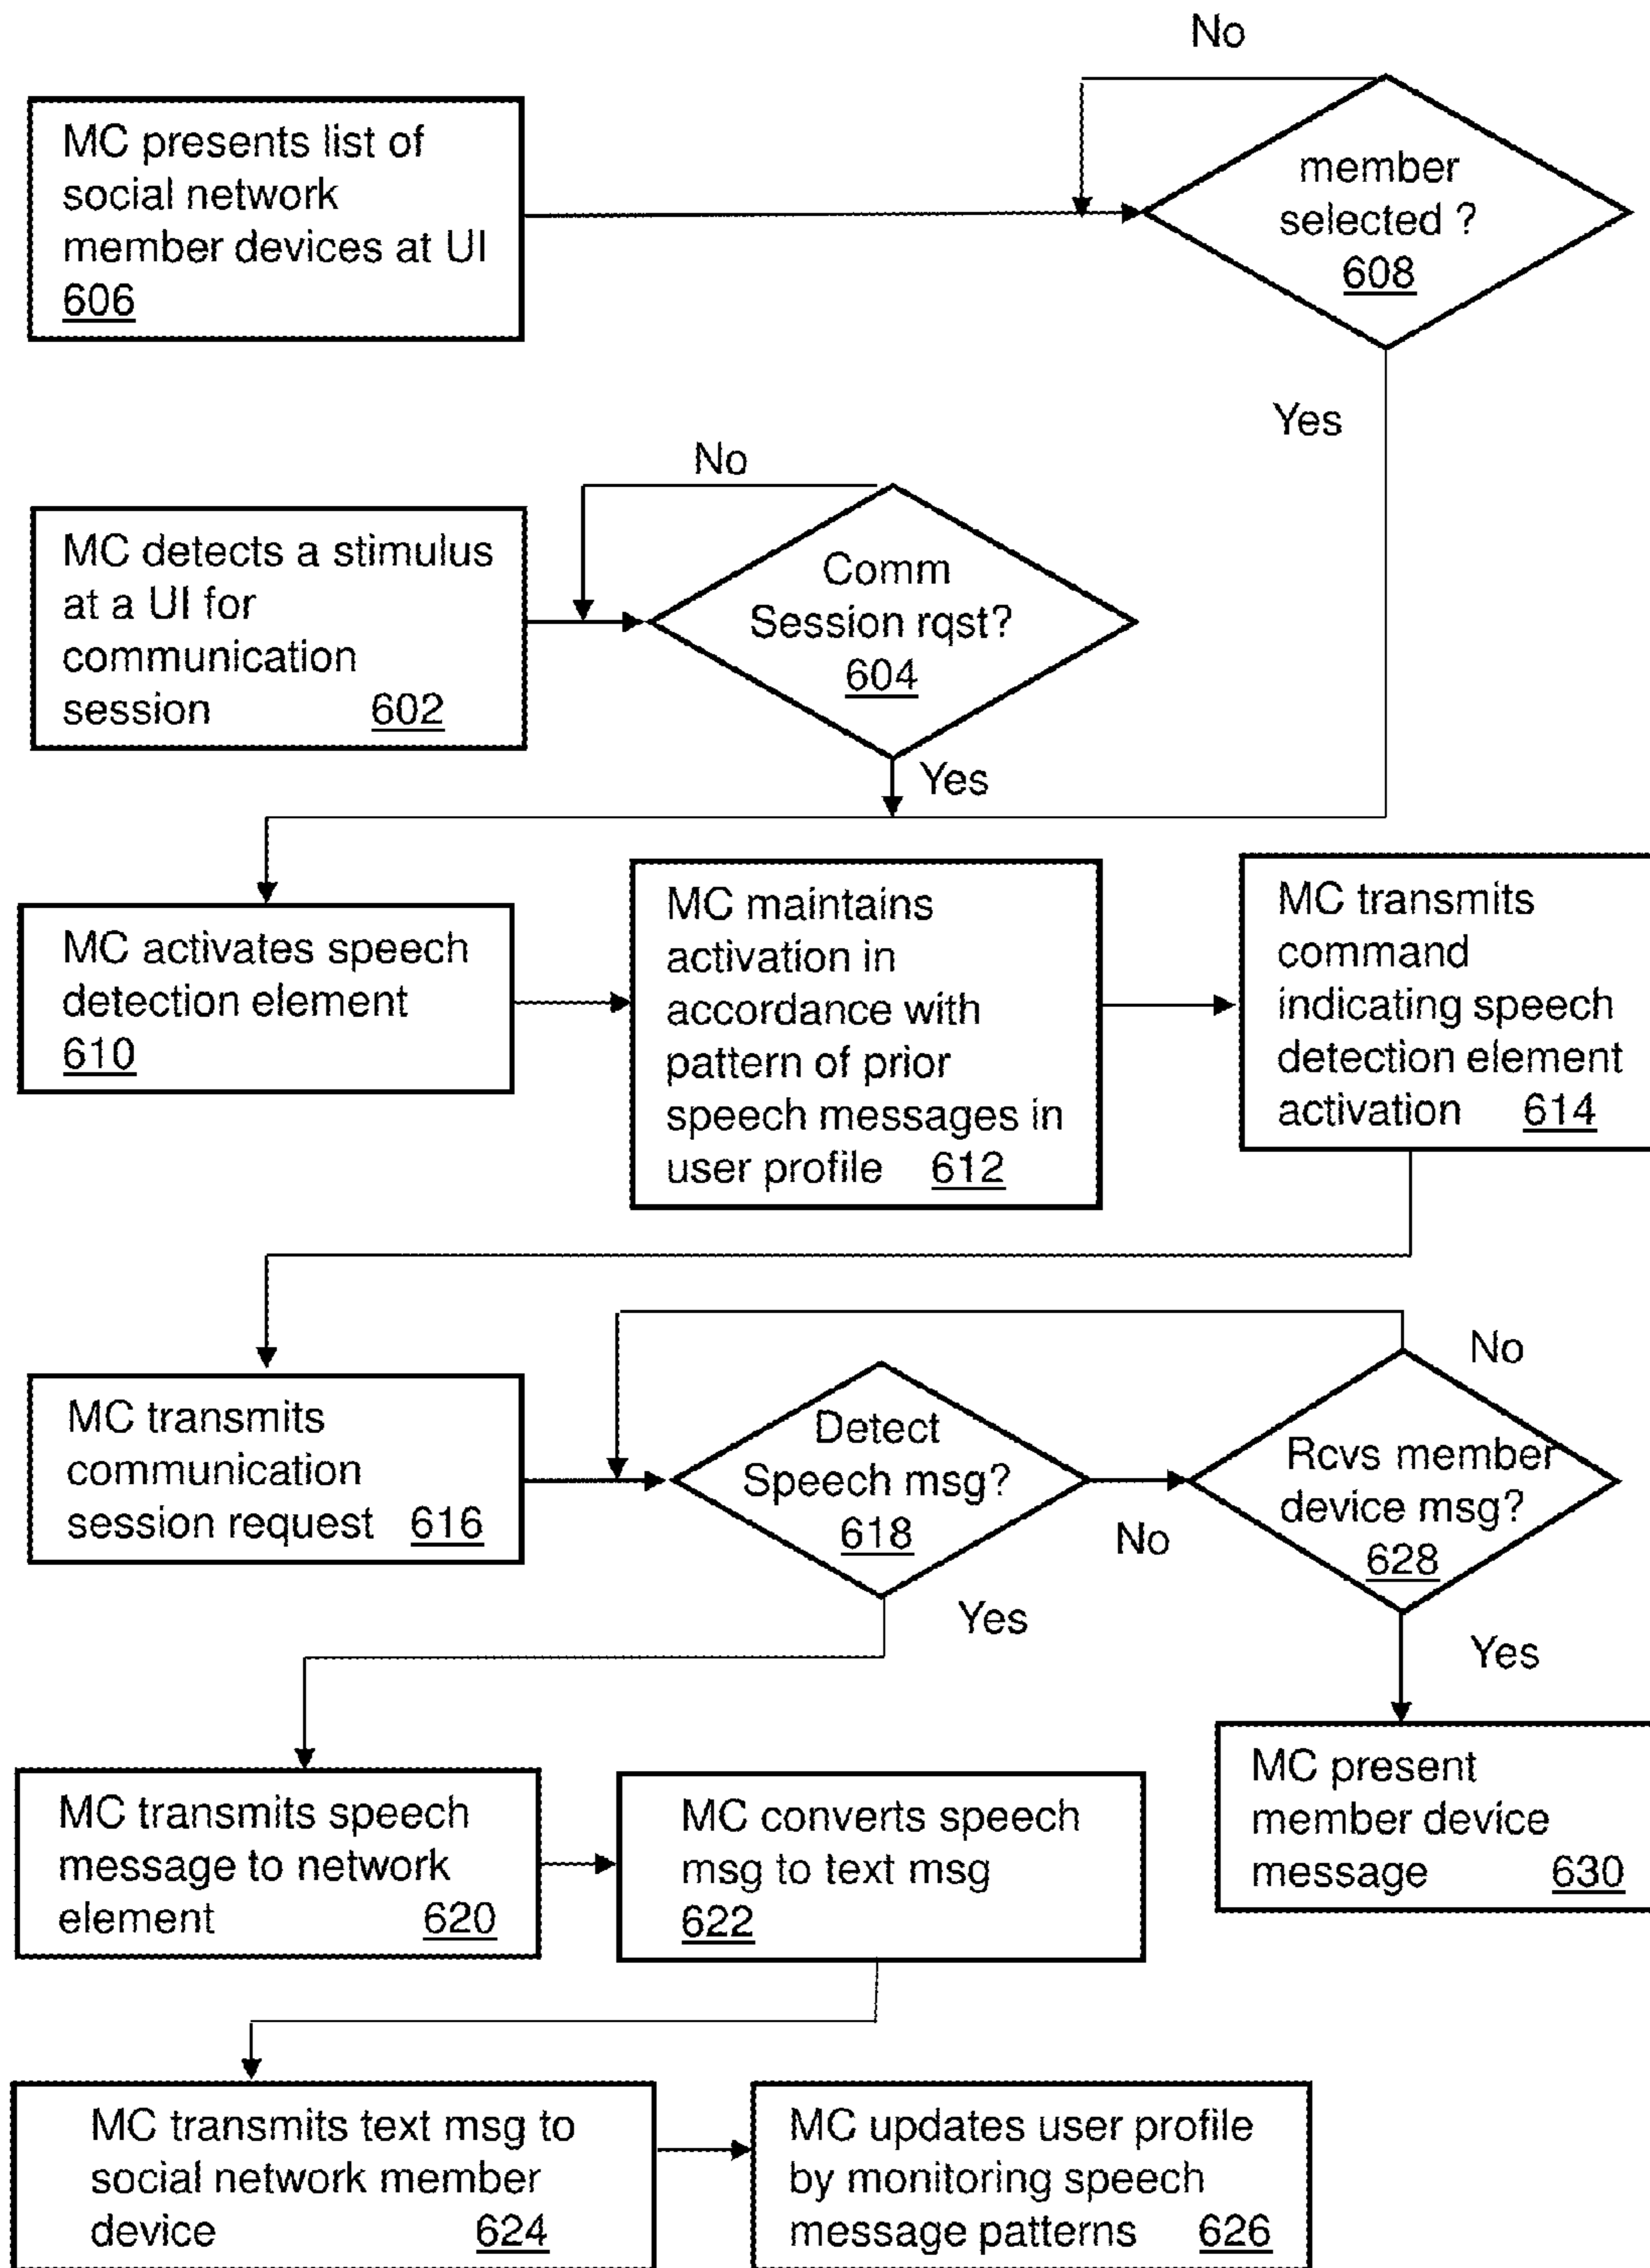 No
MC presents list of
social network
member devices at UI
606
member
selected ?
608
Yes
No
MC detects a stimulus
at a UI for
communication
session 602
Comm
Session rqst?
604
Yes
MC activates speech
detection element
610
MC maintains
activation in
accordance with
pattern of prior
speech messages in
user profile 612
MC transmits
command
indicating speech
detection element
activation 614
MC transmits
communication
session request 616
Detect
Speech msg?
618
No
Yes
Rcvs member
device msg?
628
No
Yes
MC transmits speech
message to network
element 620
MC converts speech
msg to text msg
622
MC present
member device
message 630
MC transmits text msg to
social network member
device 624
MC updates user profile
by monitoring speech
message patterns 626